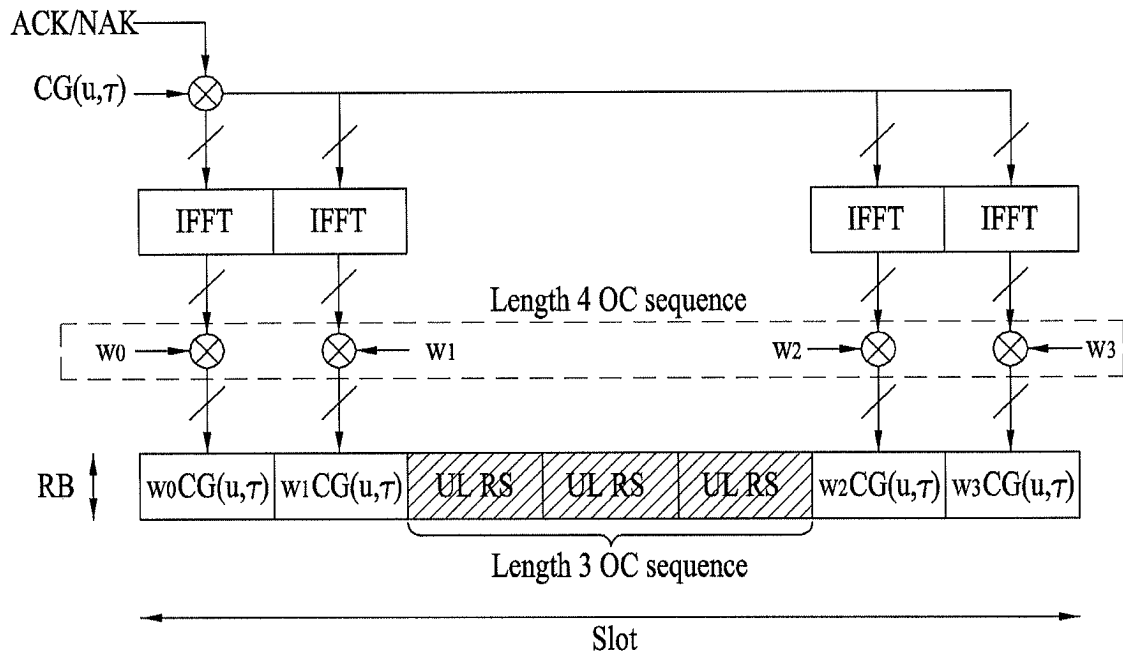 ACK/NAK
CG(u,τ)
IFFT IFFT IFFT IFFT
Length 4 OC sequence
w0 w1 w2 w3
RB w0CG(u,τ) w1CG(u,τ) UL RS UL RS UL RS w2CG(u,τ) w3CG(u,τ)
Length 3 OC sequence
Slot